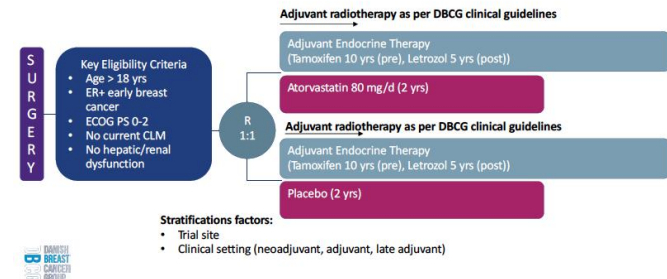 Adjuvant radiotherapy as per DBCG clinical guidelines
SURGERY
Key Eligibility Criteria
• Age > 18 yrs
• ER+ early breast
cancer
• ECOG PS 0-2
• No current CLM
• No hepatic/renal
dysfunction
R
1:1
Adjuvant Endocrine Therapy
(Tamoxifen 10 yrs (pre), Letrozol 5 yrs (post))
Atorvastatin 80 mg/d (2 yrs)
Adjuvant radiotherapy as per DBCG clinical guidelines
Adjuvant Endocrine Therapy
(Tamoxifen 10 yrs (pre), Letrozol 5 yrs (post))
Placebo (2 yrs)
Stratifications factors:
• Trial site
• Clinical setting (neoadjuvant, adjuvant, late adjuvant)
DANISH
BREAST
CANCER
GROUP